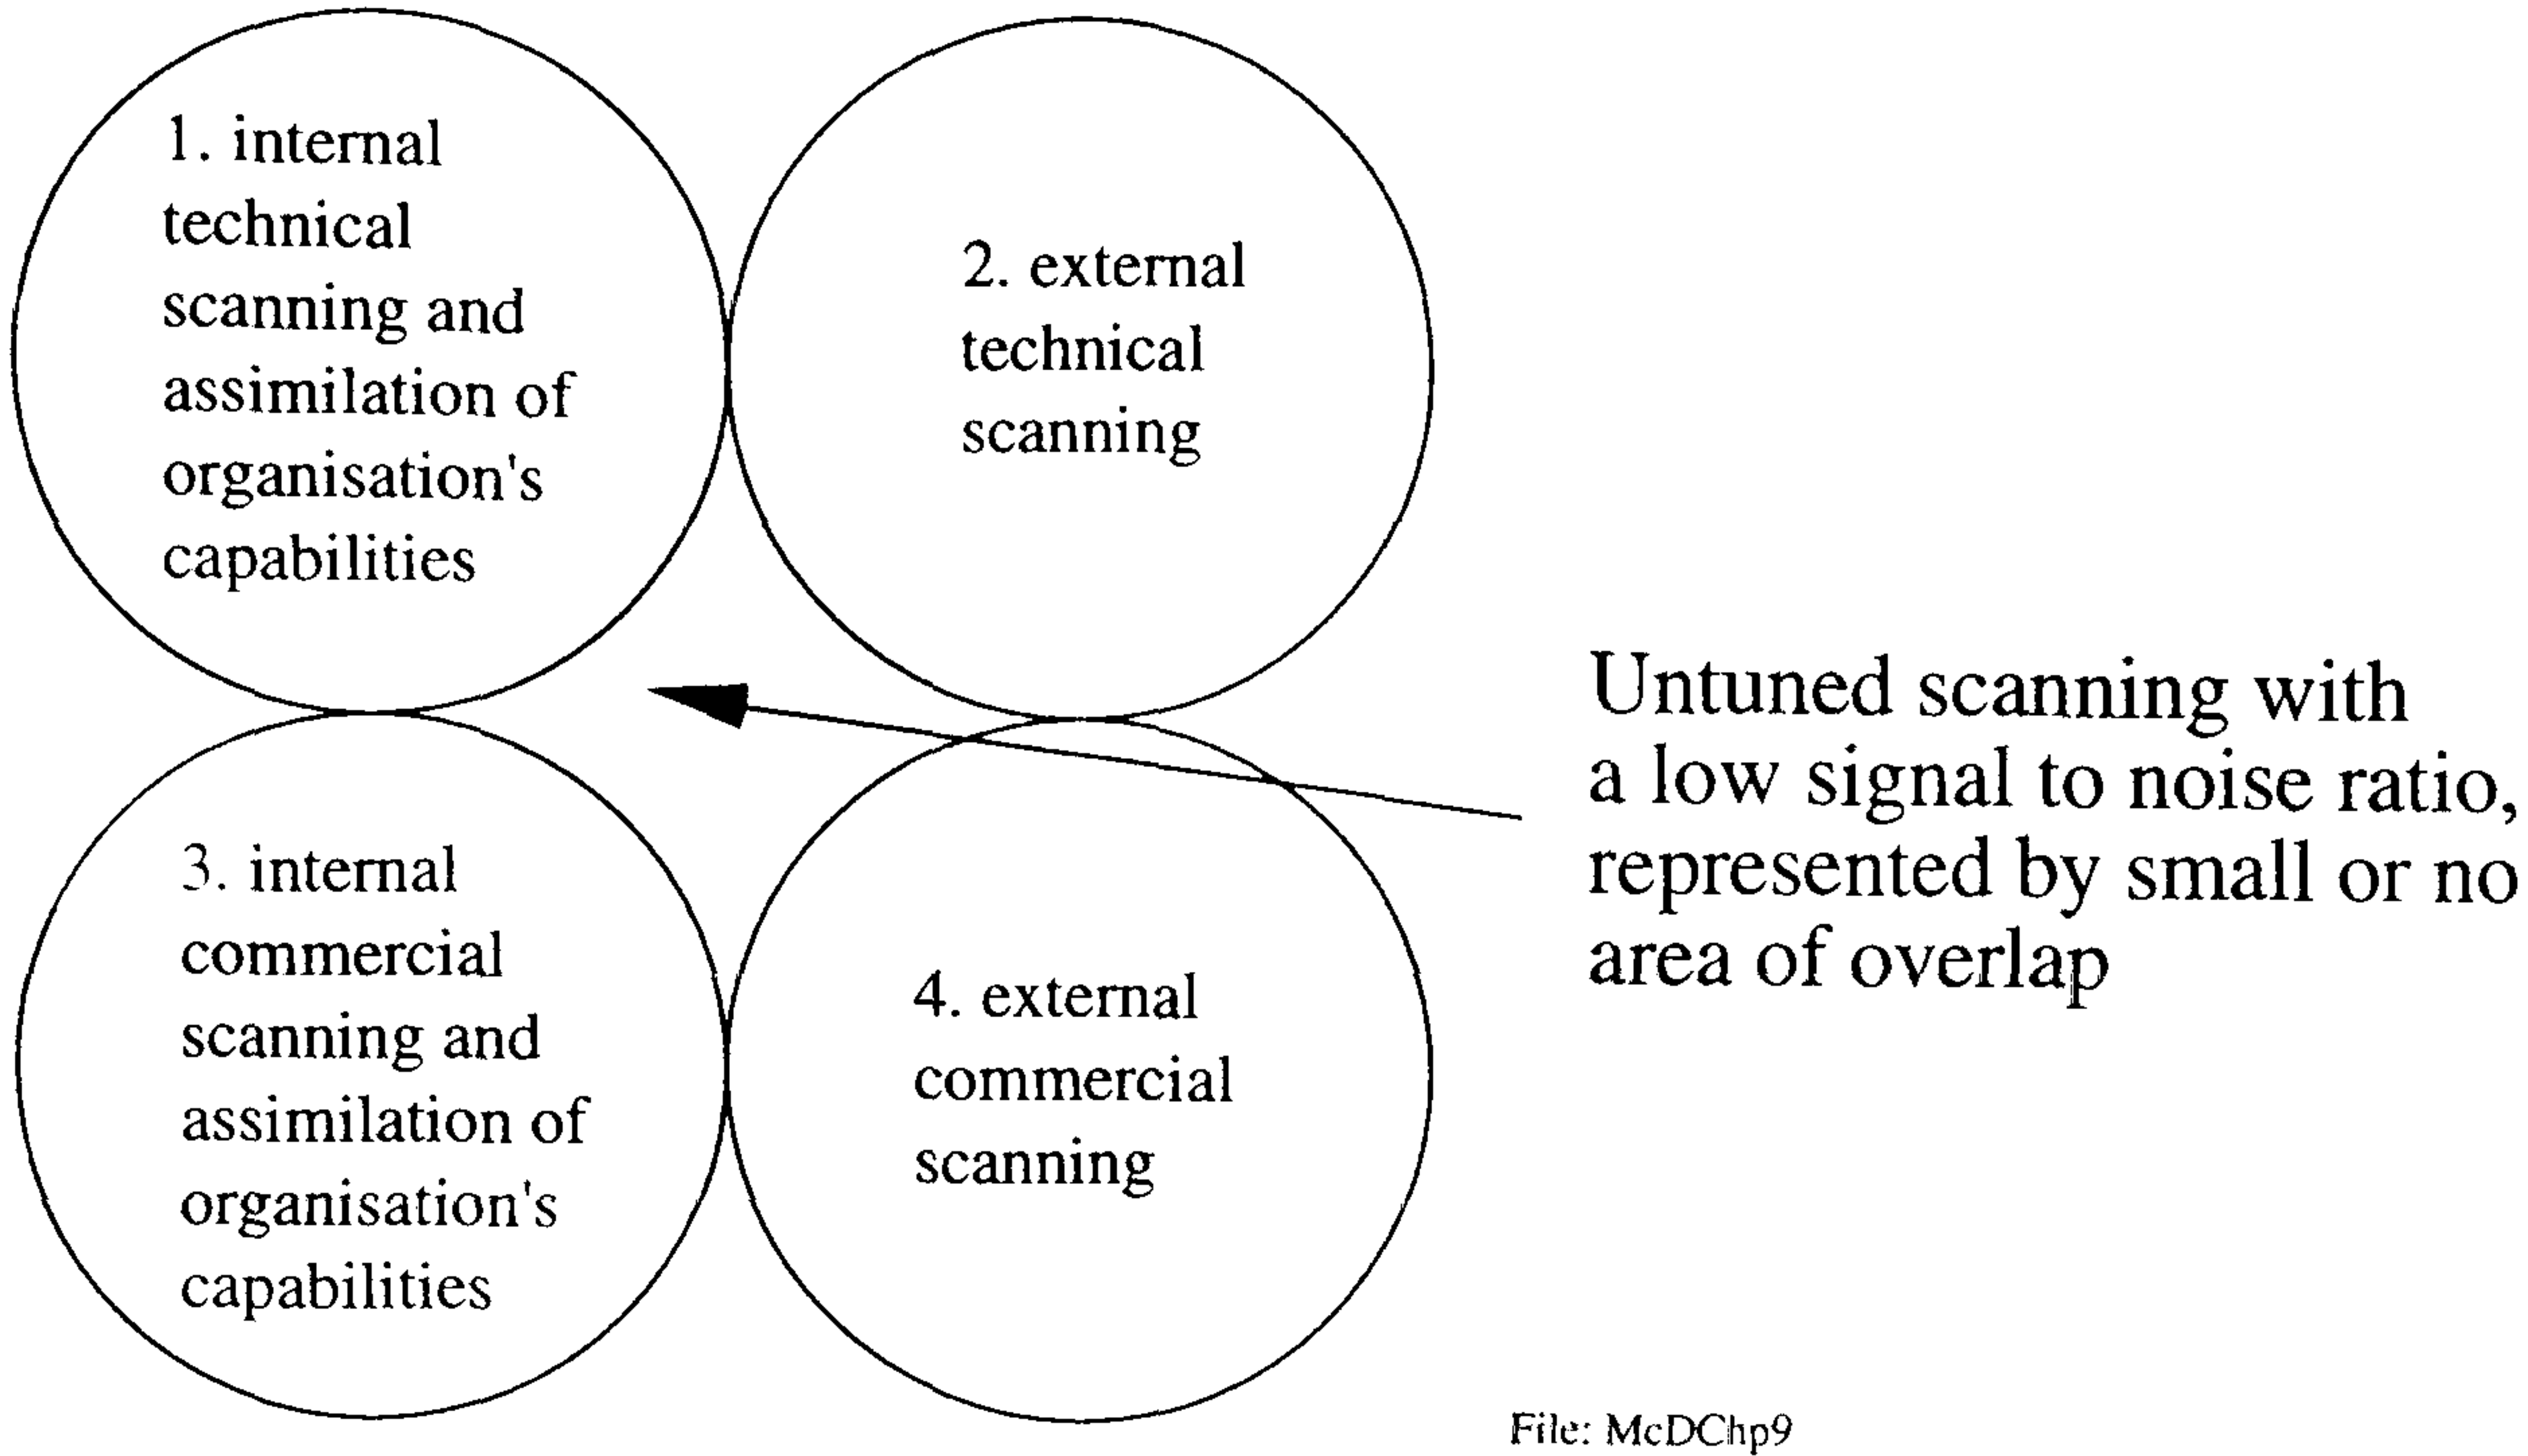 1. internal
technical
scanning and
assimilation of
organisation's
capabilities
2. external
technical
scanning
3. internal
commercial
scanning and
assimilation of
organisation's
capabilities
4. external
commercial
scanning
Untuned scanning with
a low signal to noise ratio,
represented by small or no
area of overlap
File: McDChp9